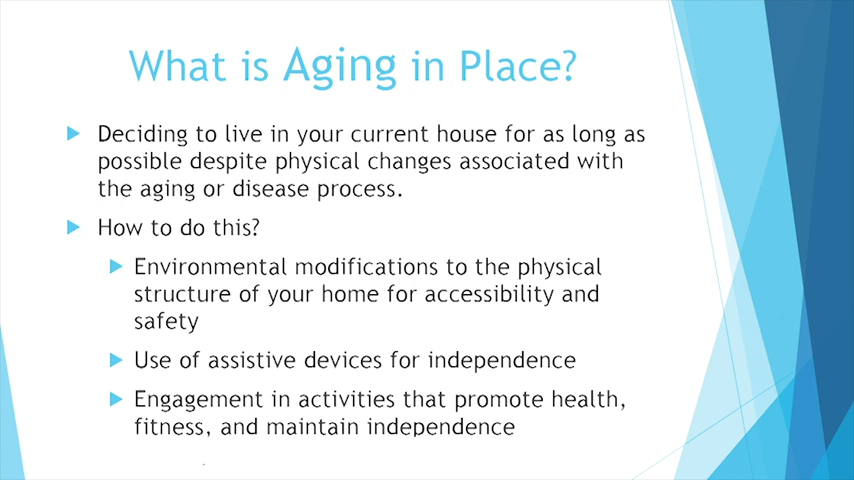 What is Aging in Place?
Deciding to live in your current house for as long as
possible despite physical changes associated with
the aging or disease process.
How to do this?
Environmental modifications to the physical
structure of your home for accessibility and
safety
Use of assistive devices for independence
Engagement in activities that promote health,
fitness, and maintain independence